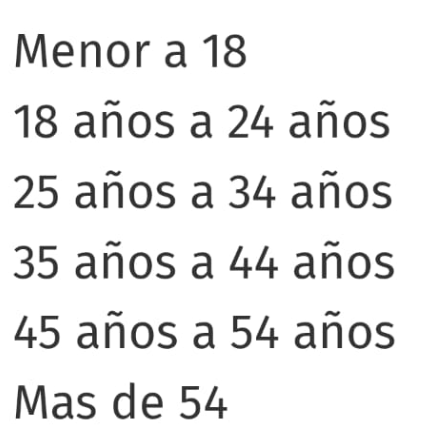 Menor a 18
18 años a 24 años
25 años a 34 años
35 años a 44 años
45 años a 54 años
Mas de 54